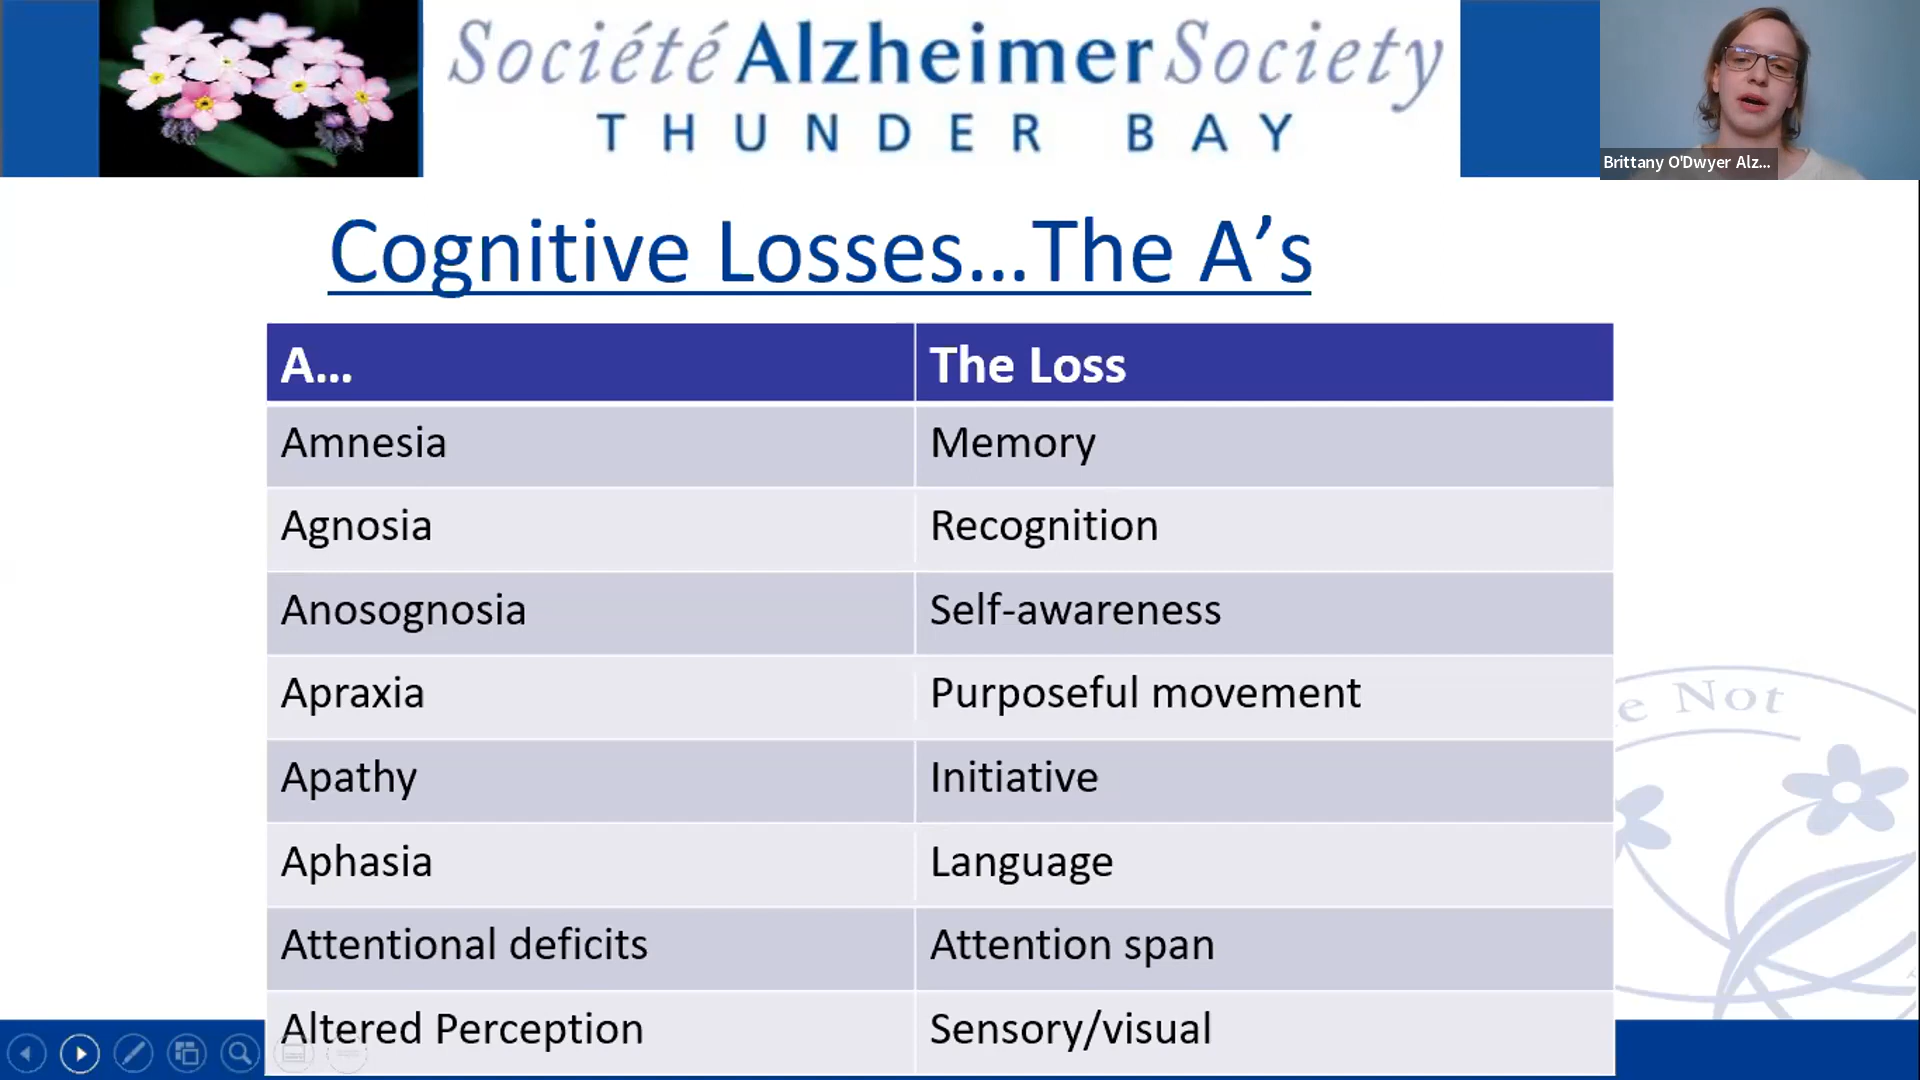 Société Alzheimer Society
THUNDER BAY
Brittany O'Dwyer Alz...
Cognitive Losses...The A’s
A... The Loss
Amnesia Memory
Agnosia Recognition
Anosognosia Self-awareness
Apraxia Purposeful movement
Apathy Initiative
Aphasia Language
Attentional deficits Attention span
Altered Perception Sensory/visual
e Not